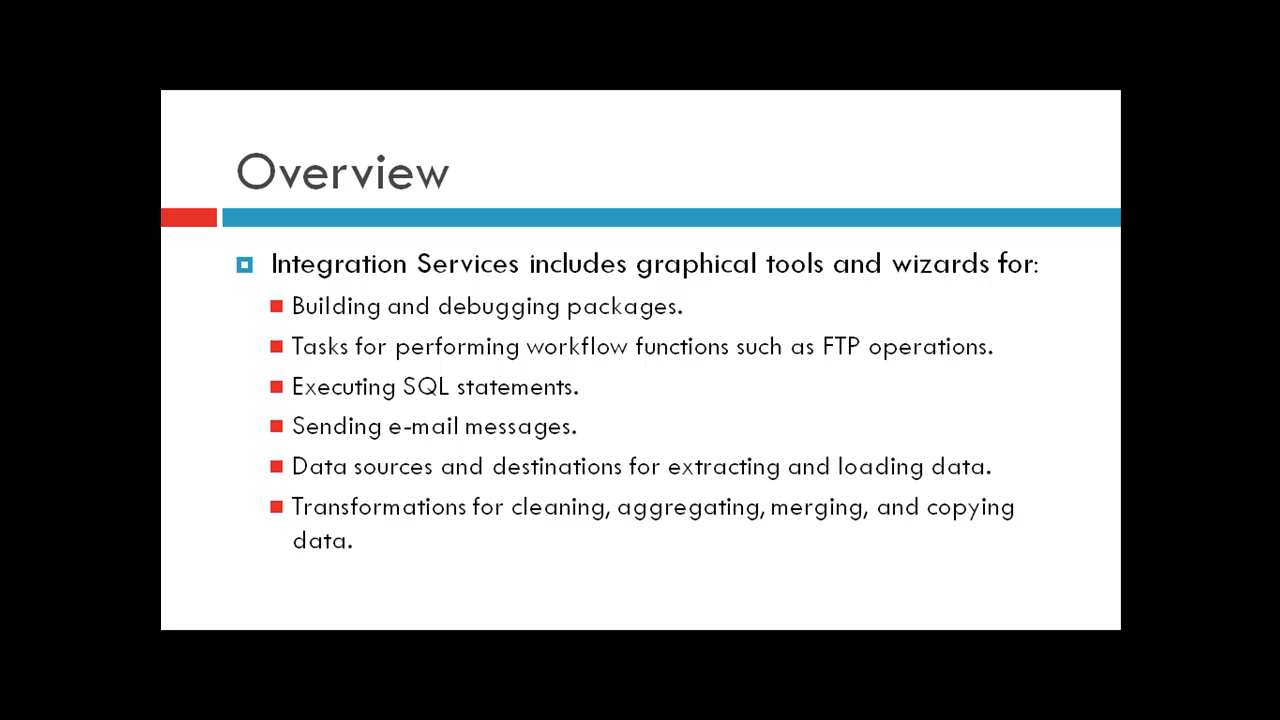 Overview
Integration Services includes graphical tools and wizards for:
Building and debugging packages.
Tasks for performing workflow functions such as FTP operations.
Executing SQL statements.
Sending e-mail messages.
Data sources and destinations for extracting and loading data.
Transformations for cleaning, aggregating, merging, and copying
data.